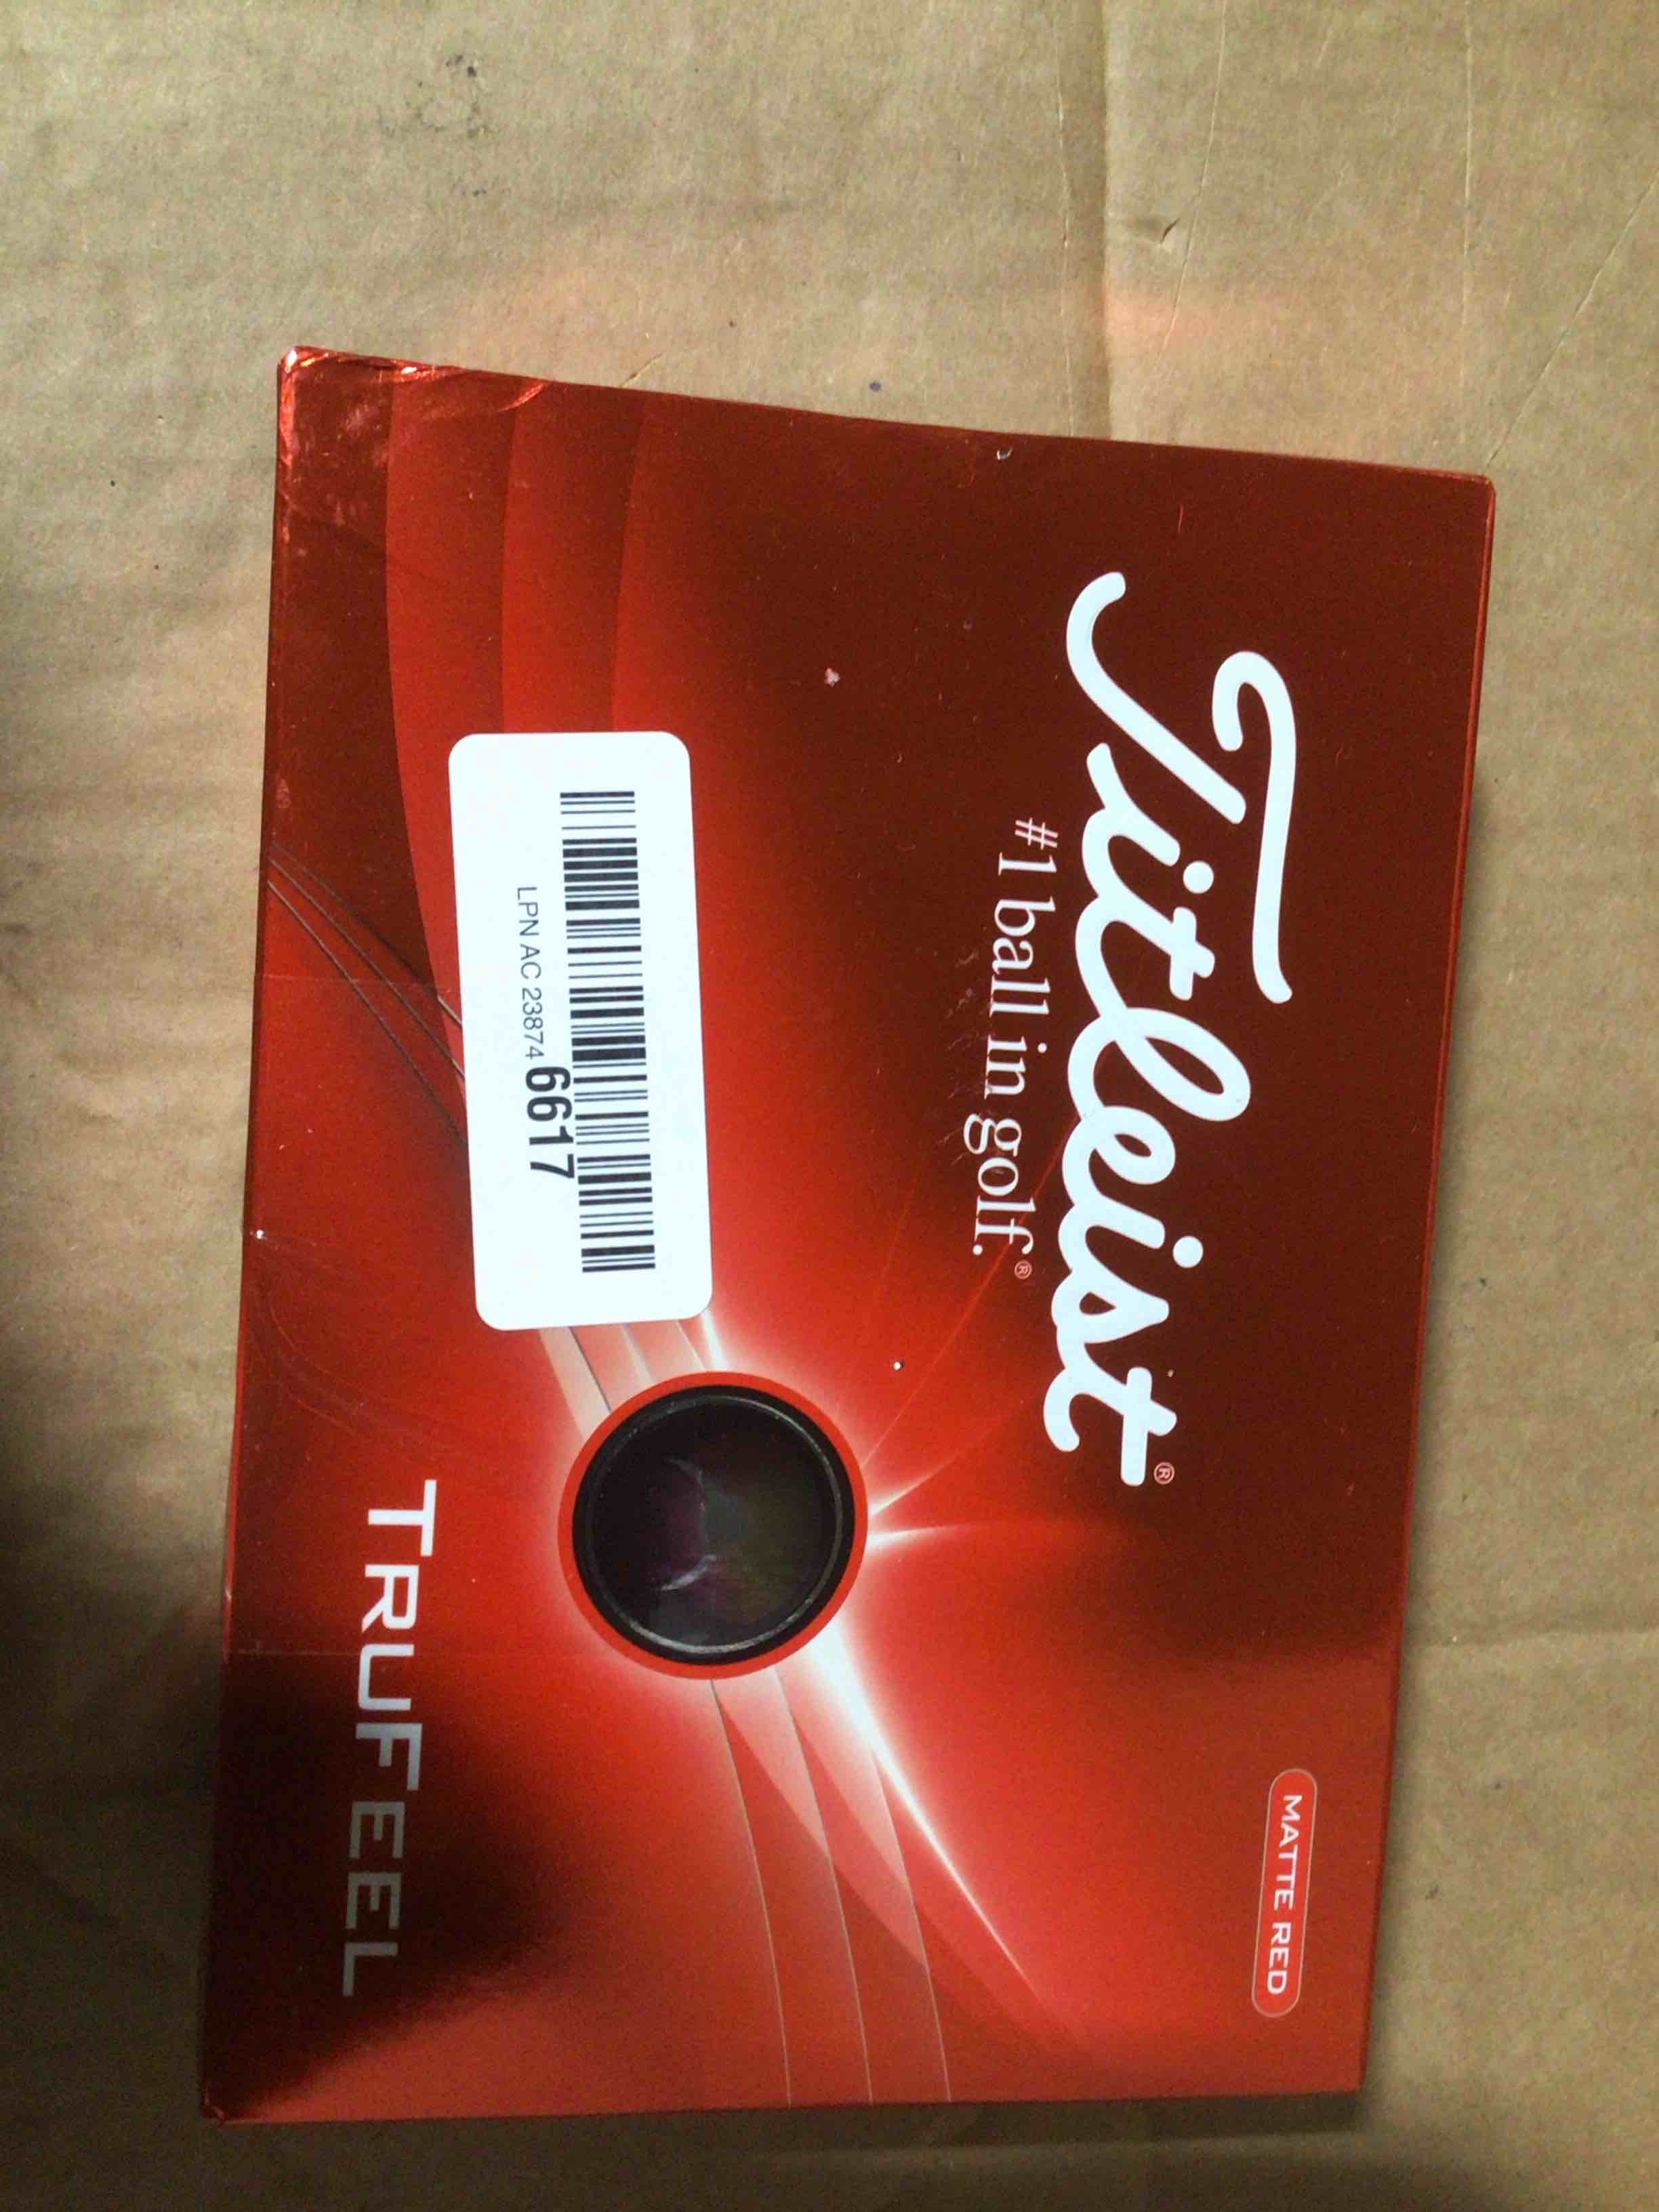 Titleist®
#1 ball in golf.®
MATTE RED
LPN AC 23874 6617
TRUFEEL